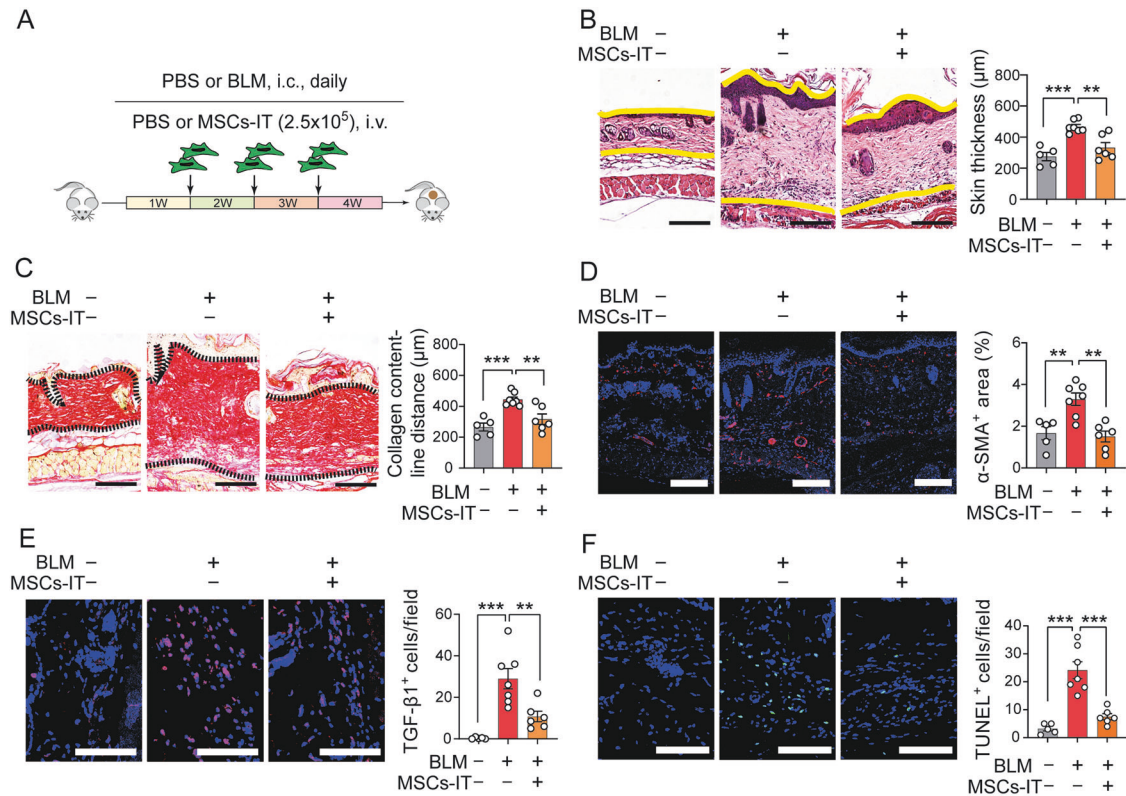 A
PBS or BLM, i.c., daily
PBS or MSCs-IT (2.5x10⁵), i.v.
1W 2W 3W 4W
B
BLM – + +
MSCs-IT – – +
Skin thickness (µm)
800
600
400
200
0
*** **
BLM – + +
MSCs-IT – – +
C
BLM – + +
MSCs-IT – – +
Collagen content-
line distance (µm)
800
600
400
200
0
*** **
BLM – + +
MSCs-IT – – +
D
BLM – + +
MSCs-IT – – +
α-SMA⁺ area (%)
6
4
2
0
** **
BLM – + +
MSCs-IT – – +
E
BLM – + +
MSCs-IT – – +
TGF-β1⁺ cells/field
60
40
20
0
*** **
BLM – + +
MSCs-IT – – +
F
BLM – + +
MSCs-IT – – +
TUNEL⁺ cells/field
40
30
20
10
0
*** ***
BLM – + +
MSCs-IT – – +